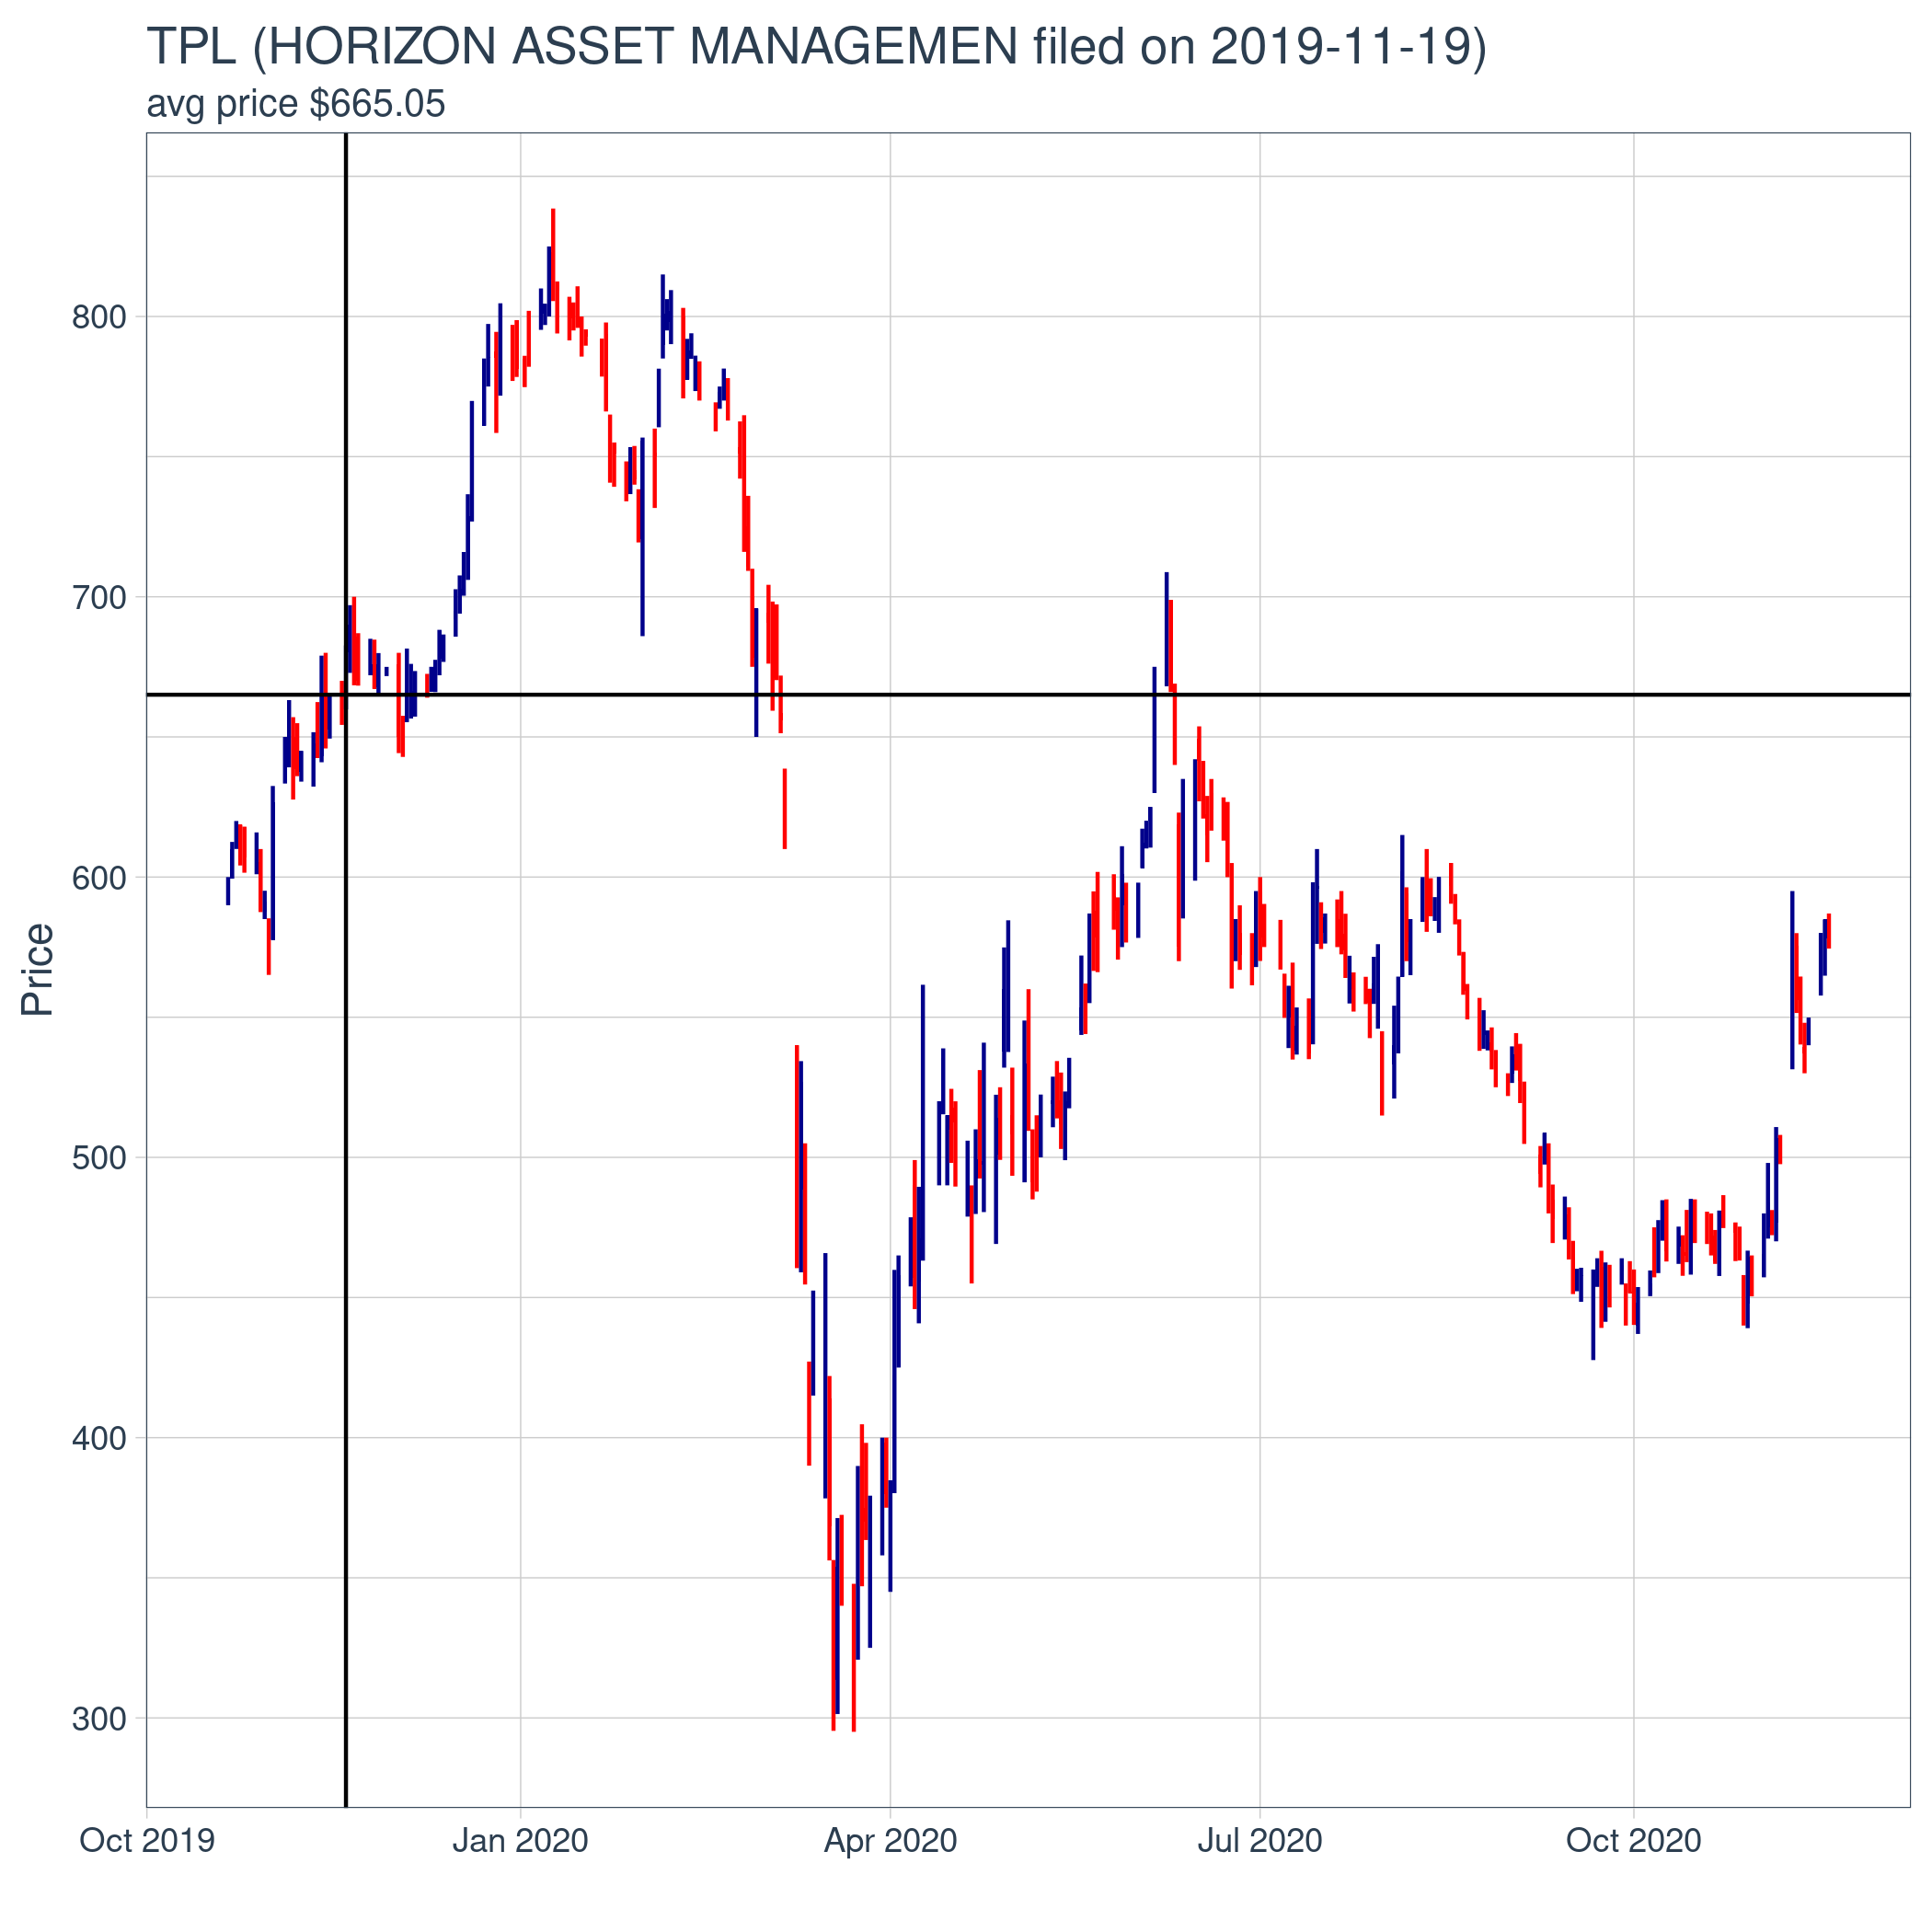 TPL (HORIZON ASSET MANAGEMEN filed on 2019-11-19)
avg price $665.05
800
700
600
500
400
300
Price
Oct 2019
Jan 2020
Apr 2020
Jul 2020
Oct 2020